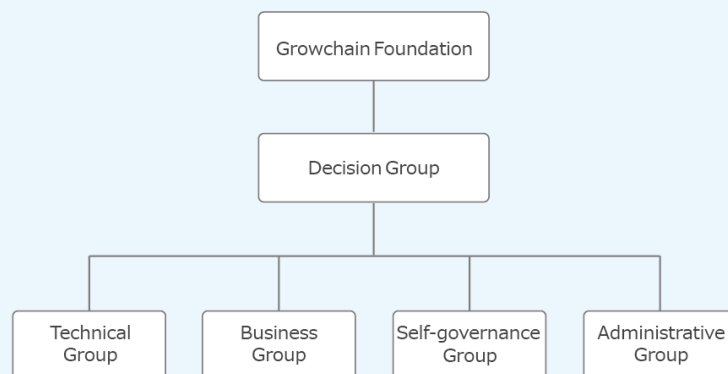 Growchain Foundation
Decision Group
Technical
Group
Business
Group
Self-governance
Group
Administrative
Group